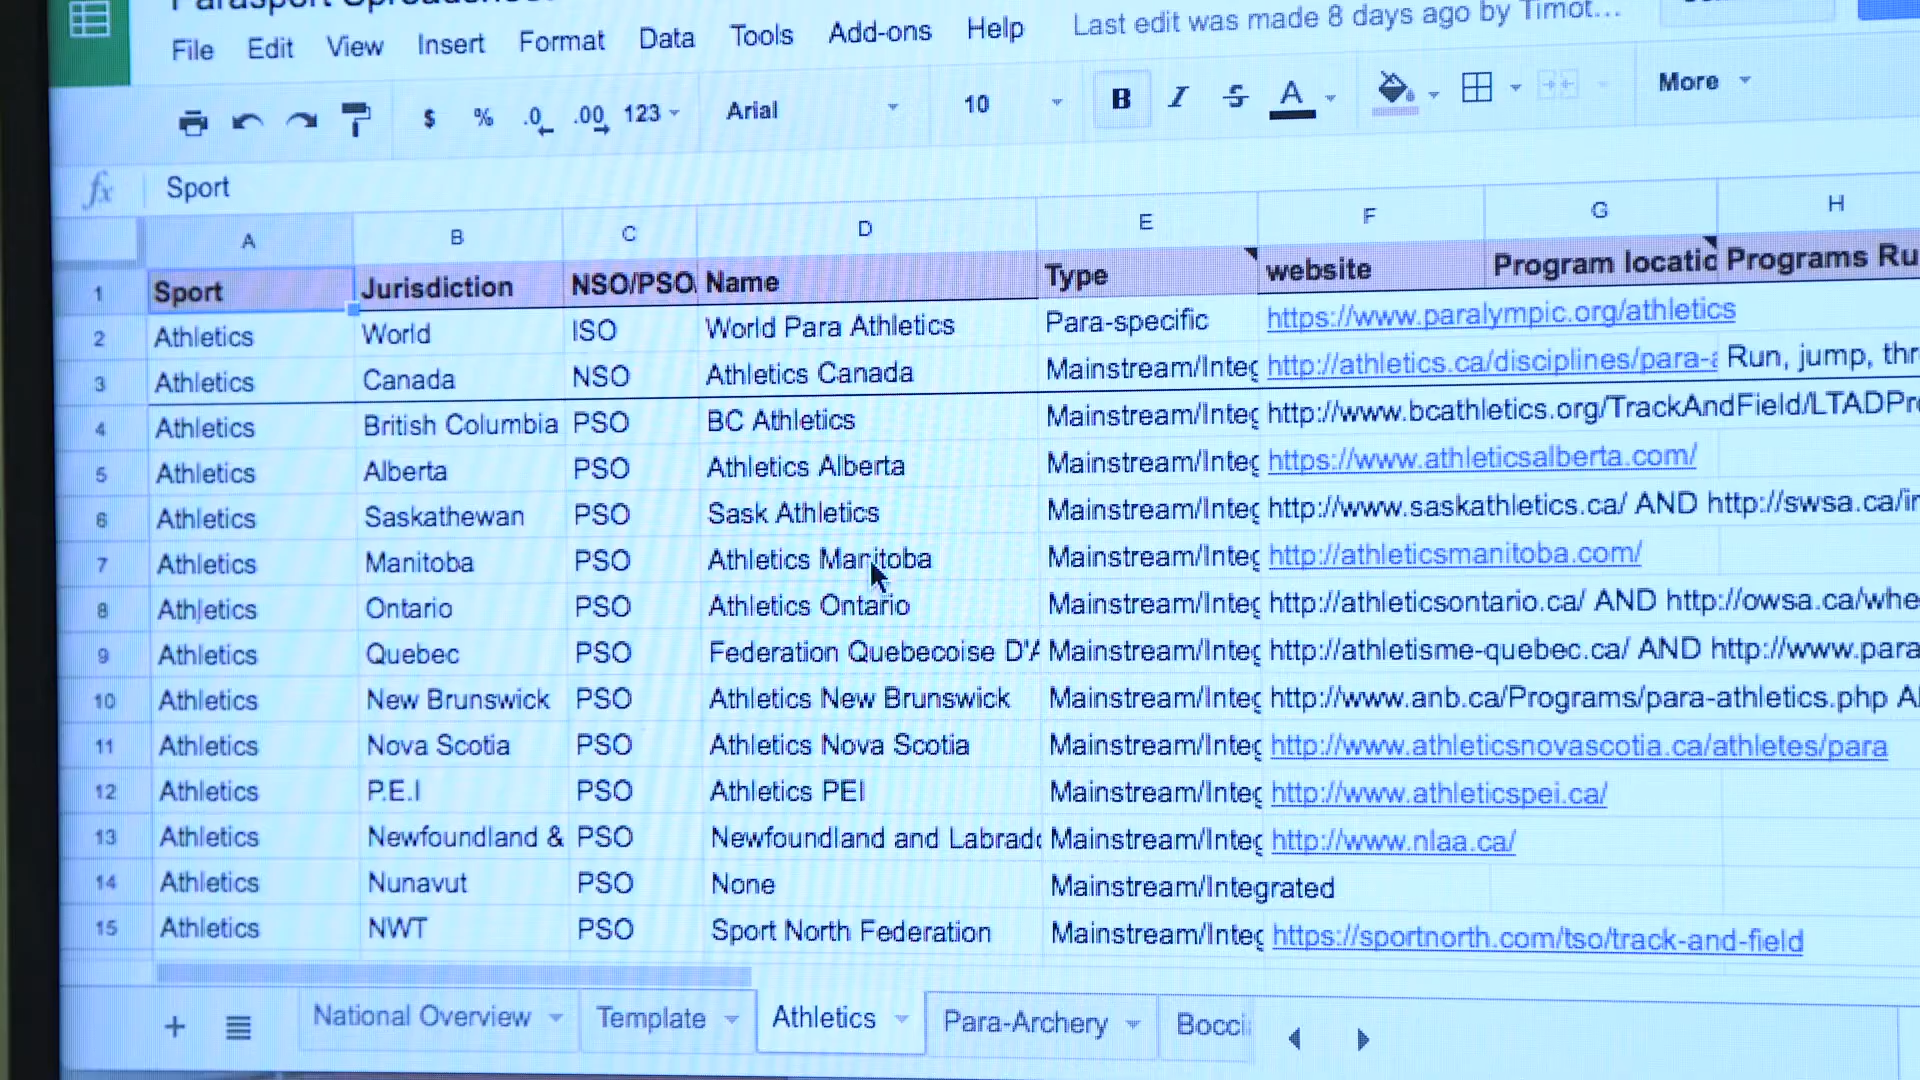 Parasport Spreadshee
File Edit View Insert Format Data Tools Add-ons Help Last edit was made 8 days ago by Timot...
$ % .0 .00 123 Arial 10 B I S A More
fx Sport
A B C D E F G H
1 Sport Jurisdiction NSO/PSO Name Type website Program locatio Programs Ru
2 Athletics World ISO World Para Athletics Para-specific https://www.paralympic.org/athletics
3 Athletics Canada NSO Athletics Canada Mainstream/Integ http://athletics.ca/disciplines/para-a Run, jump, thr
4 Athletics British Columbia PSO BC Athletics Mainstream/Integ http://www.bcathletics.org/TrackAndField/LTADPr
5 Athletics Alberta PSO Athletics Alberta Mainstream/Integ https://www.athleticsalberta.com/
6 Athletics Saskathewan PSO Sask Athletics Mainstream/Integ http://www.saskathletics.ca/ AND http://swsa.ca/
7 Athletics Manitoba PSO Athletics Manitoba Mainstream/Integ http://athleticsmanitoba.com/
8 Athletics Ontario PSO Athletics Ontario Mainstream/Integ http://athleticsontario.ca/ AND http://owsa.ca/whe
9 Athletics Quebec PSO Federation Quebecoise D'A Mainstream/Integ http://athletisme-quebec.ca/ AND http://www.para
10 Athletics New Brunswick PSO Athletics New Brunswick Mainstream/Integ http://www.anb.ca/Programs/para-athletics.php A
11 Athletics Nova Scotia PSO Athletics Nova Scotia Mainstream/Integ http://www.athleticsnovascotia.ca/athletes/para
12 Athletics P.E.I PSO Athletics PEI Mainstream/Integ http://www.athleticspei.ca/
13 Athletics Newfoundland & PSO Newfoundland and Labrado Mainstream/Integ http://www.nlaa.ca/
14 Athletics Nunavut PSO None Mainstream/Integrated
15 Athletics NWT PSO Sport North Federation Mainstream/Integ https://sportnorth.com/tso/track-and-field
+ National Overview Template Athletics Para-Archery Bocci